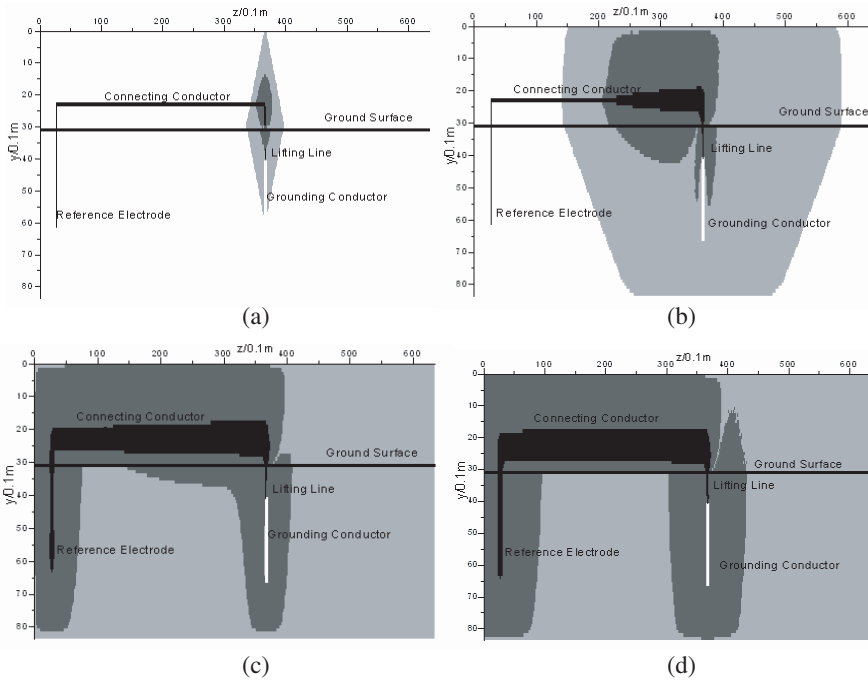 z/0.1m
0 100 200 300 400 500 600
0
10
20
30
40
50
60
70
80
y/0.1m
Connecting Conductor
Ground Surface
Lifting Line
Grounding Conductor
Reference Electrode
(a)
z/0.1m
0 100 200 300 400 500 600
0
10
20
30
40
50
60
70
80
y/0.1m
Connecting Conductor
Ground Surface
Lifting Line
Reference Electrode
Grounding Conductor
(b)
z/0.1m
0 100 200 300 400 500 600
0
10
20
30
40
50
60
70
80
y/0.1m
Connecting Conductor
Ground Surface
Lifting Line
Grounding Conductor
Reference Electrode
(c)
z/0.1m
0 100 200 300 400 500 600
0
10
20
30
40
50
60
70
80
y/0.1m
Connecting Conductor
Ground Surface
Lifting Line
Reference Electrode
Grounding Conductor
(d)